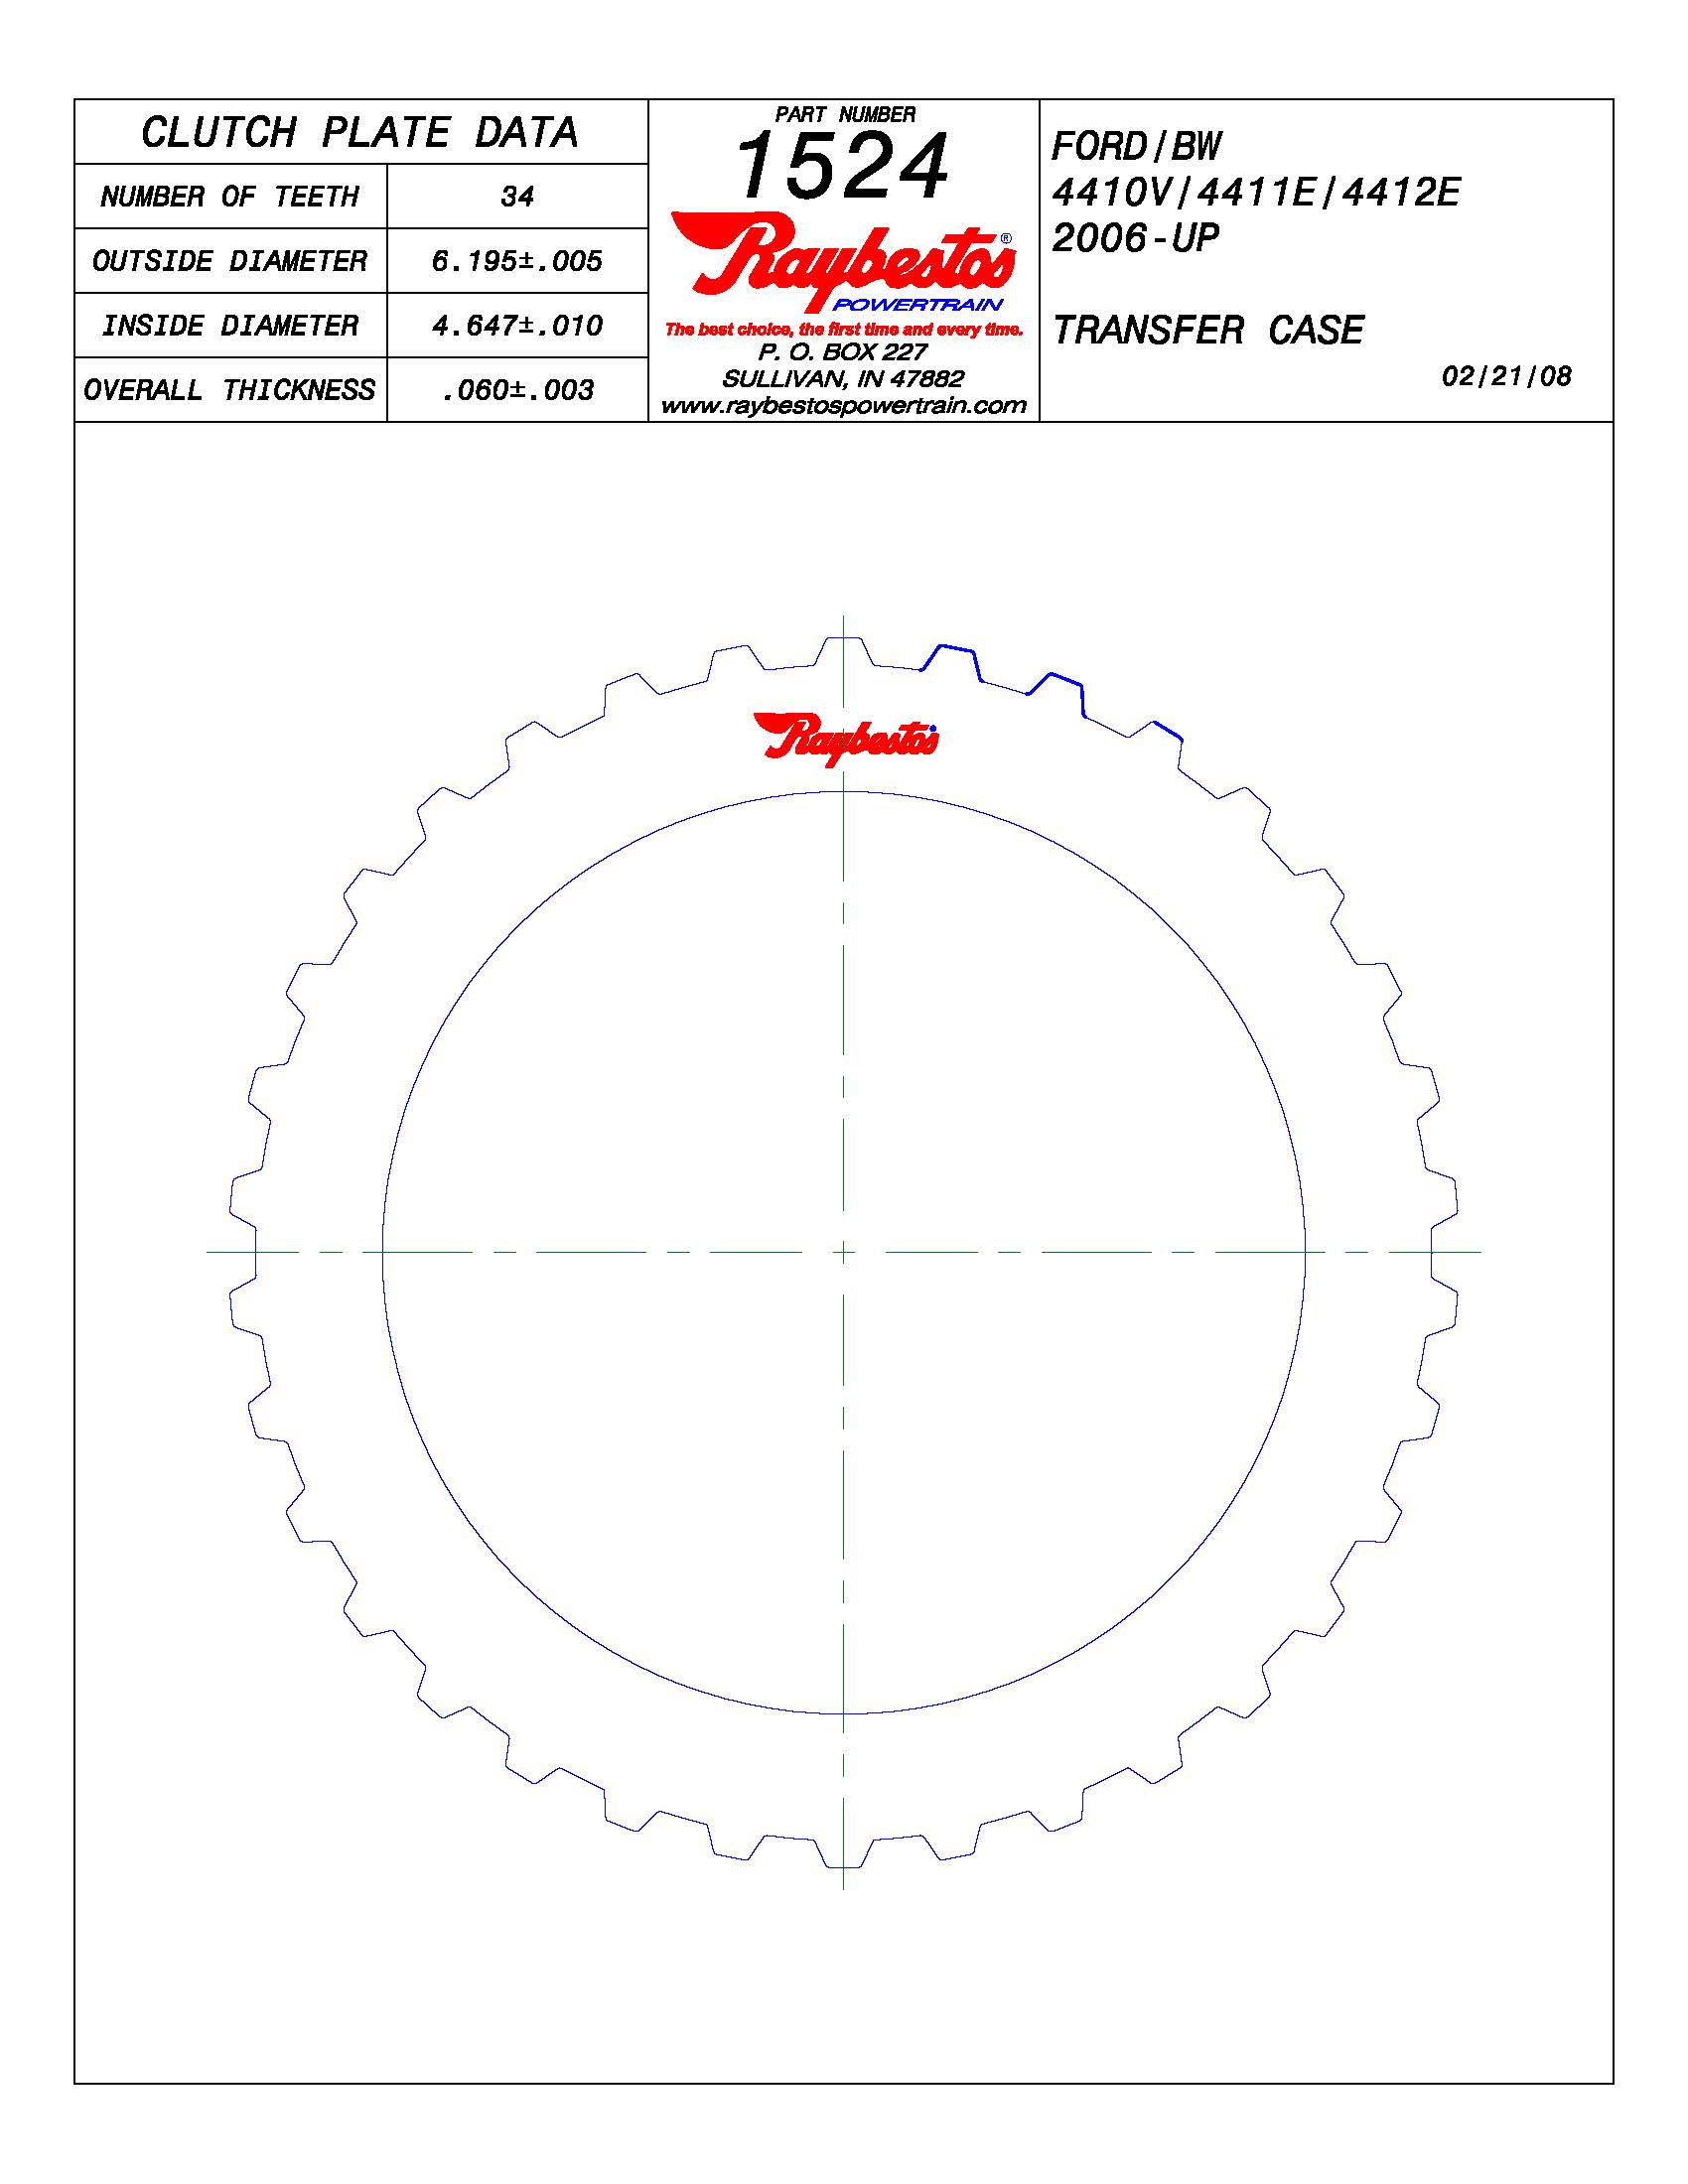 CLUTCH PLATE DATA
NUMBER OF TEETH 34
OUTSIDE DIAMETER 6.195±.005
INSIDE DIAMETER 4.647±.010
OVERALL THICKNESS .060±.003
PART NUMBER
1524
Raybestos®
POWERTRAIN
The best choice, the first time and every time.
P. O. BOX 227
SULLIVAN, IN 47882
www.raybestospowertrain.com
FORD/BW
4410V/4411E/4412E
2006-UP
TRANSFER CASE
02/21/08
Raybestos